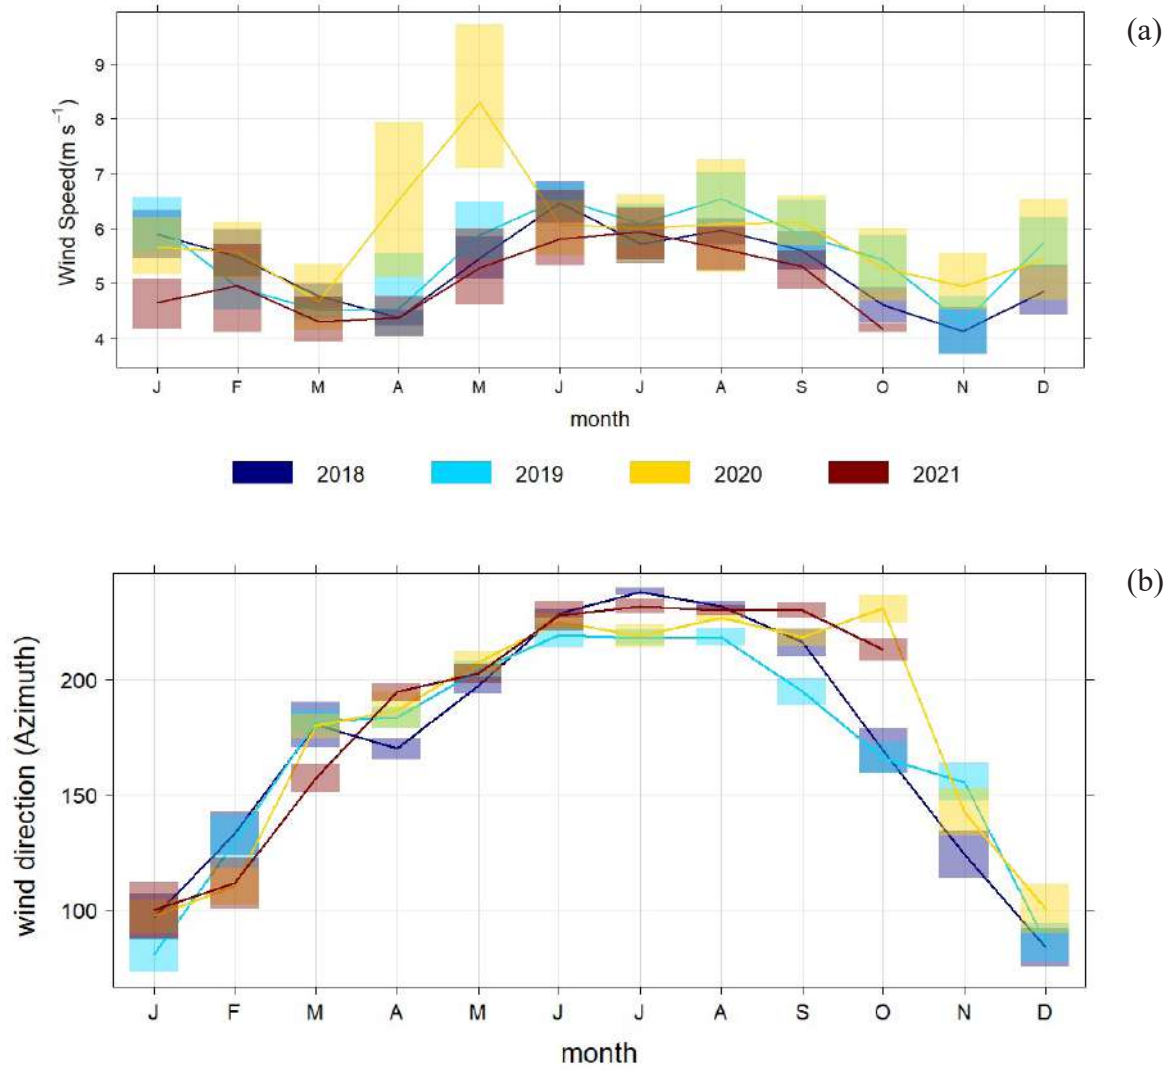 (a)
Wind Speed(m s⁻¹)
9
8
7
6
5
4
J F M A M J J A S O N D
month
2018 2019 2020 2021
(b)
wind direction (Azimuth)
200
150
100
J F M A M J J A S O N D
month